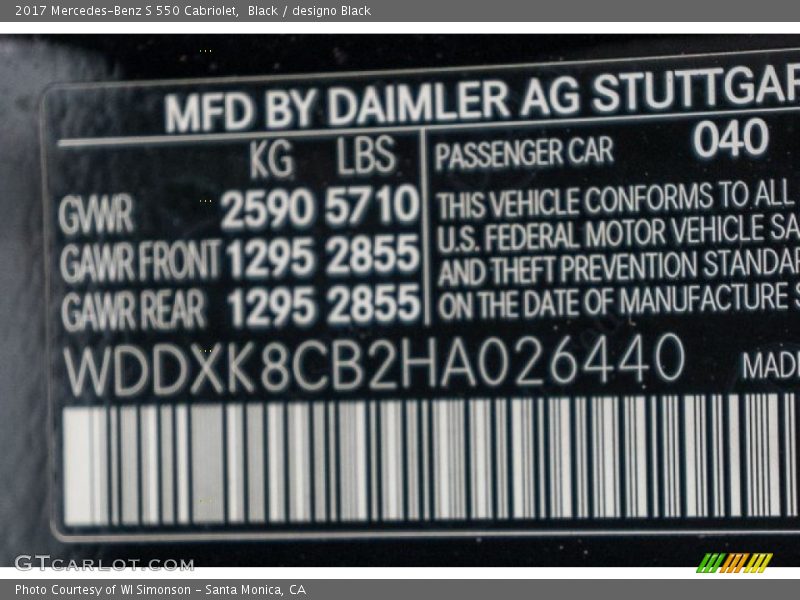 2017 Mercedes-Benz S 550 Cabriolet,  Black / designo Black
MFD BY DAIMLER AG STUTTGAR
KG LBS
PASSENGER CAR 040
GVWR 2590 5710
GAWR FRONT 1295 2855
GAWR REAR 1295 2855
THIS VEHICLE CONFORMS TO ALL
U.S. FEDERAL MOTOR VEHICLE SA
AND THEFT PREVENTION STANDAR
ON THE DATE OF MANUFACTURE S
WDDXK8CB2HA026440
MADE
GTCARLOT.COM
Photo Courtesy of WI Simonson - Santa Monica, CA